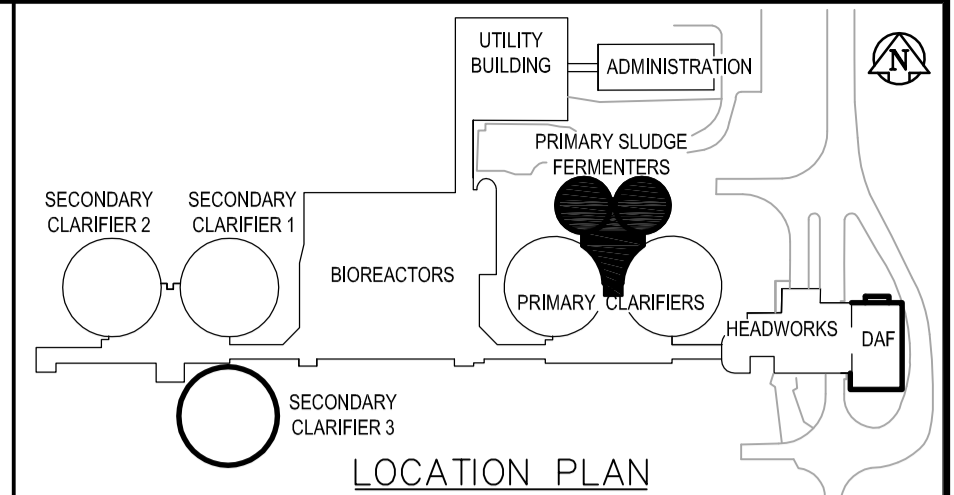 UTILITY
BUILDING
ADMINISTRATION
N
PRIMARY SLUDGE
FERMENTERS
SECONDARY
CLARIFIER 2
SECONDARY
CLARIFIER 1
BIOREACTORS
PRIMARY CLARIFIERS
HEADWORKS
DAF
SECONDARY
CLARIFIER 3
LOCATION PLAN